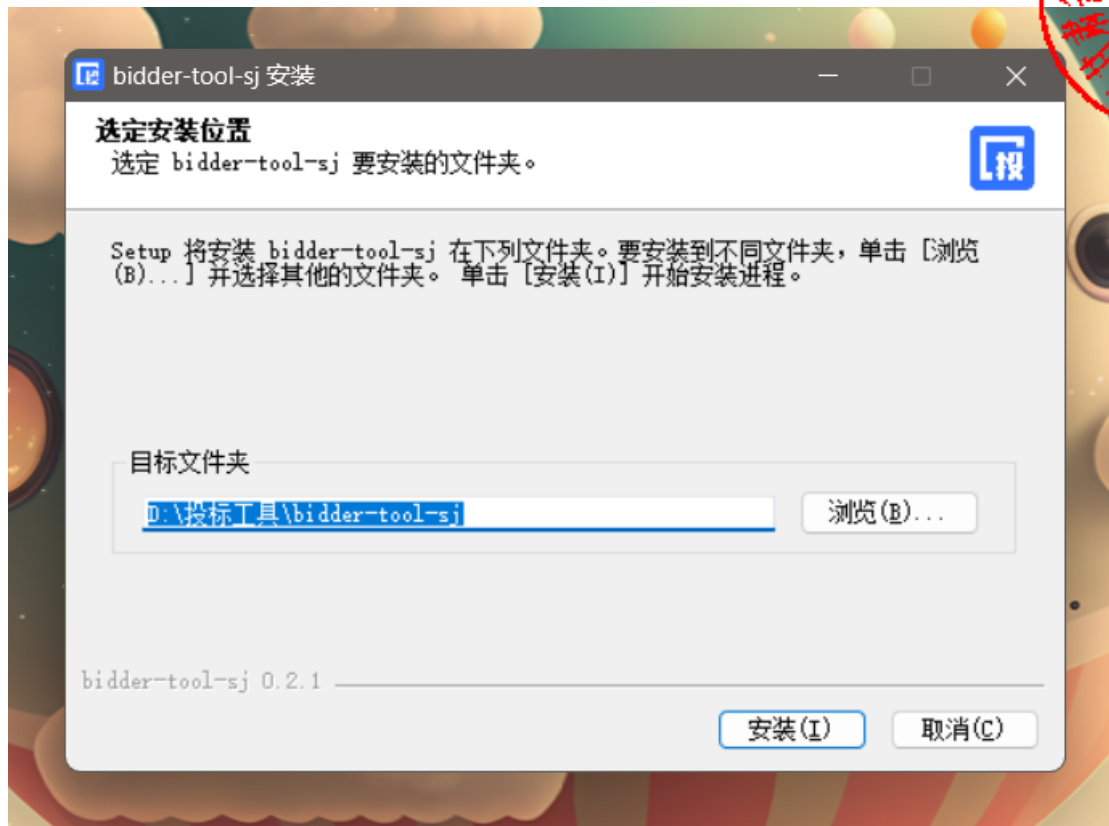 bidder-tool-sj 安装
选定安装位置
选定 bidder-tool-sj 要安装的文件夹。
投
Setup 将安装 bidder-tool-sj 在下列文件夹。要安装到不同文件夹，单击 [浏览
(B)...] 并选择其他的文件夹。 单击 [安装(I)] 开始安装进程。
目标文件夹
D:\投标工具\bidder-tool-sj
浏览(B)...
bidder-tool-sj 0.2.1
安装(I)
取消(C)